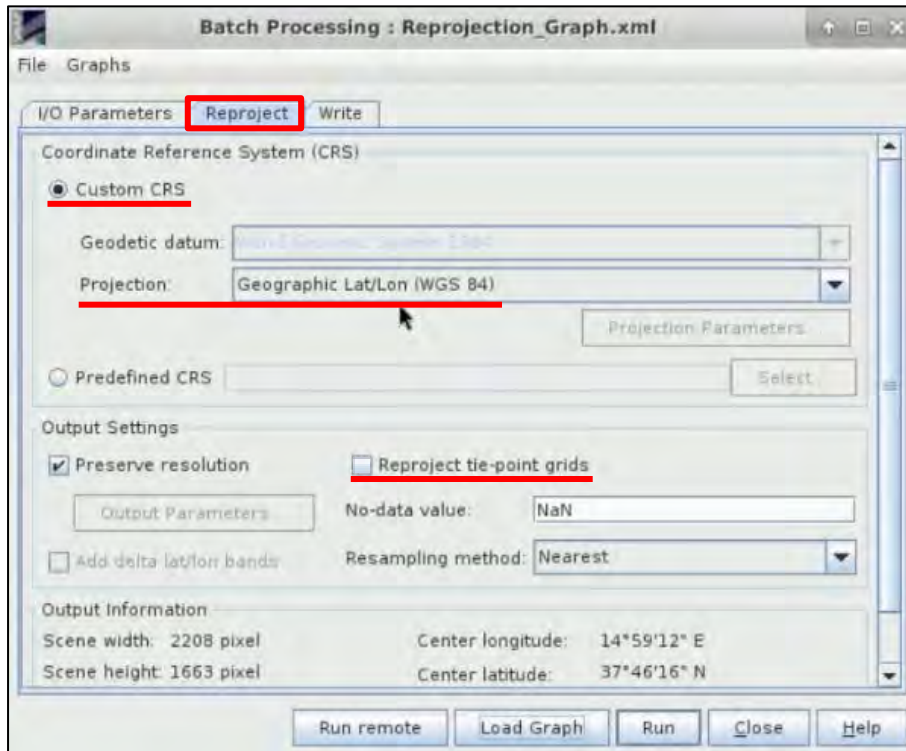 Batch Processing : Reprojection_Graph.xml
File Graphs
I/O Parameters Reproject Write
Coordinate Reference System (CRS)
Custom CRS
Geodetic datum: World Geodetic System 1984
Projection: Geographic Lat/Lon (WGS 84)
Projection Parameters
Predefined CRS Select
Output Settings
Preserve resolution Reproject tie-point grids
Output Parameters No-data value: NaN
Add delta lat/lon bands Resampling method: Nearest
Output Information
Scene width: 2208 pixel Center longitude: 14°59'12" E
Scene height: 1663 pixel Center latitude: 37°46'16" N
Run remote Load Graph Run Close Help